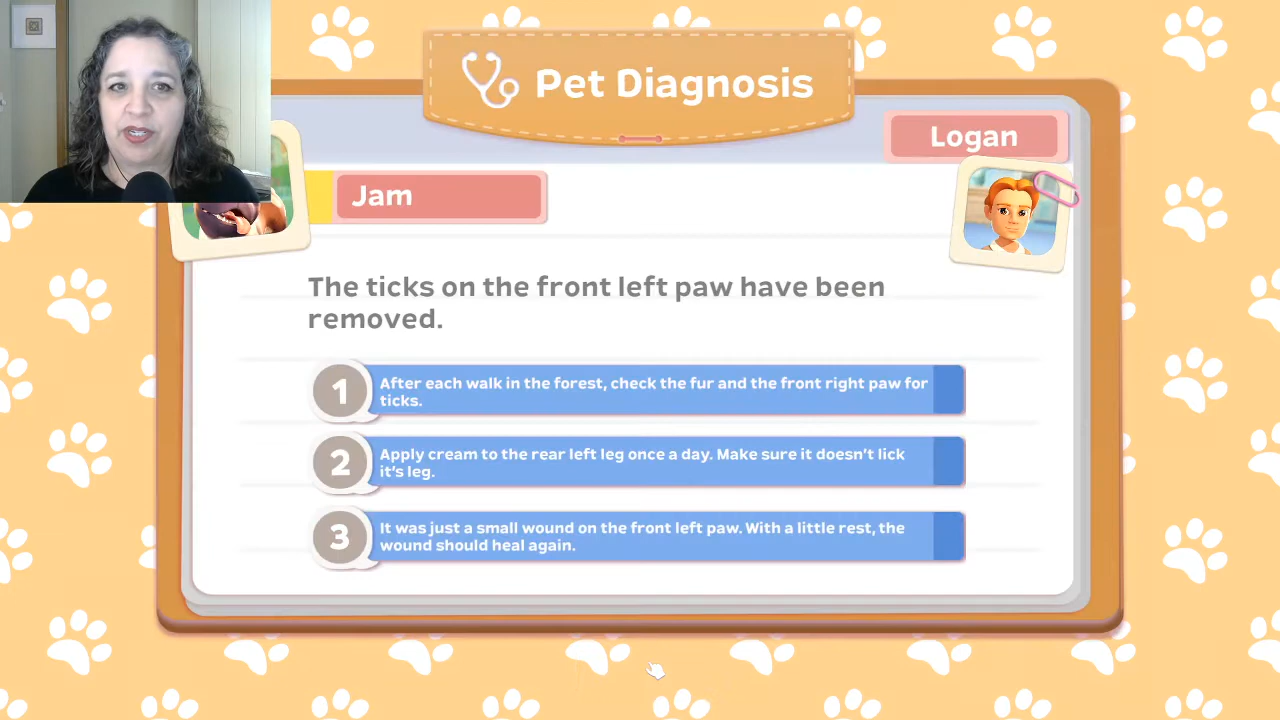 Pet Diagnosis
Logan
Jam
The ticks on the front left paw have been
removed.
1
After each walk in the forest, check the fur and the front right paw for
ticks.
2
Apply cream to the rear left leg once a day. Make sure it doesn't lick
it's leg.
3
It was just a small wound on the front left paw. With a little rest, the
wound should heal again.